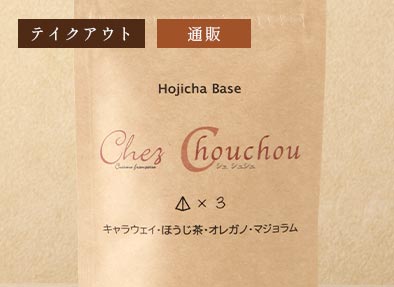 テイクアウト
通販
Hojicha Base
Chez Chouchou
Cuisine française
シェ シュシュ
× 3
キャラウェイ・ほうじ茶・オレガノ・マジョラム